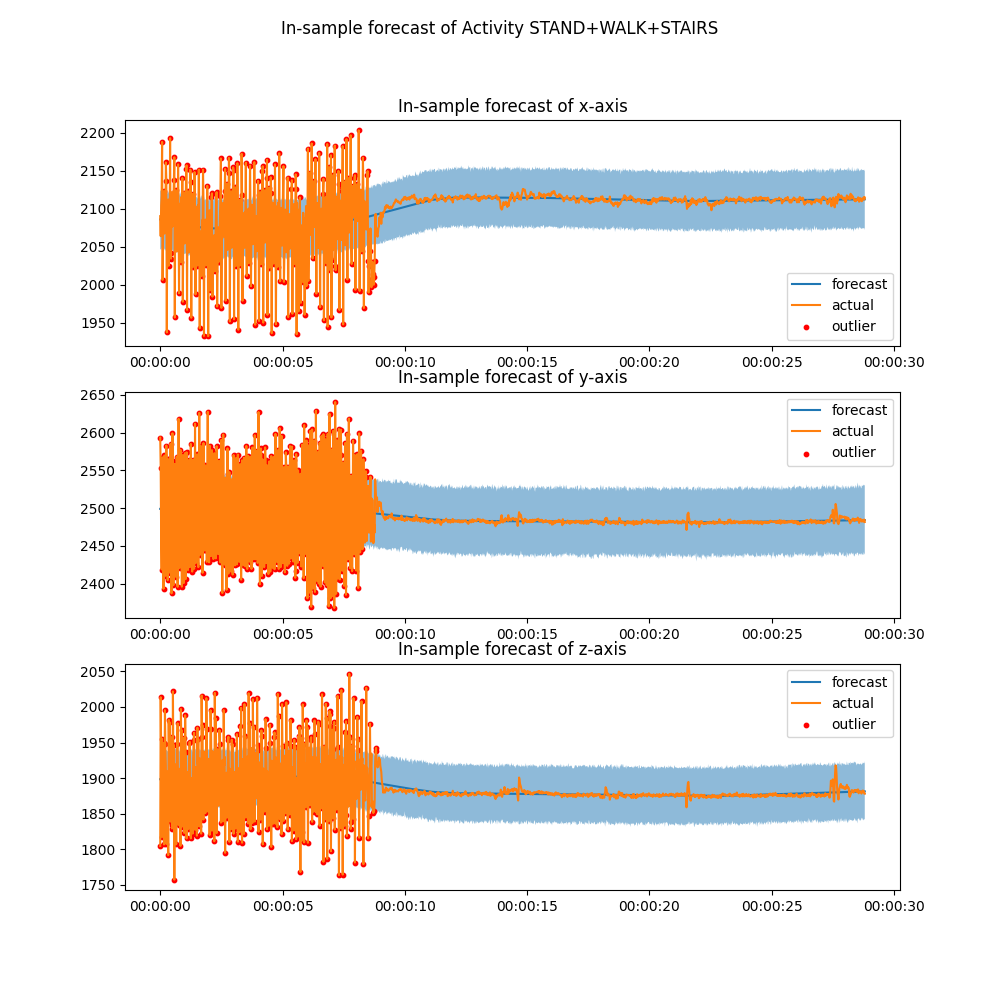 In-sample forecast of Activity STAND+WALK+STAIRS
In-sample forecast of x-axis
2200
2150
2100
2050
2000
1950
forecast
actual
outlier
00:00:00 00:00:05 00:00:10 00:00:15 00:00:20 00:00:25 00:00:30
In-sample forecast of y-axis
2650
2600
2550
2500
2450
2400
forecast
actual
outlier
00:00:00 00:00:05 00:00:10 00:00:15 00:00:20 00:00:25 00:00:30
In-sample forecast of z-axis
2050
2000
1950
1900
1850
1800
1750
forecast
actual
outlier
00:00:00 00:00:05 00:00:10 00:00:15 00:00:20 00:00:25 00:00:30